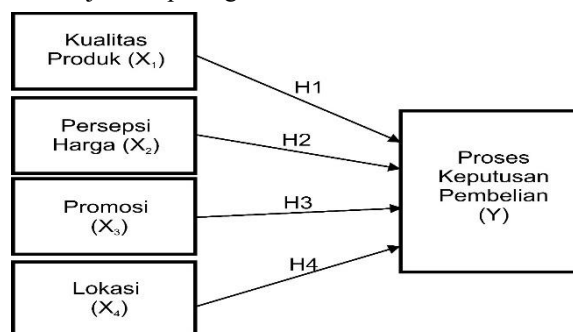 Kualitas
Produk (X₁)
H1
Persepsi
Harga (X₂)
H2
Proses
Keputusan
Pembelian
(Y)
Promosi
(X₃)
H3
Lokasi
(X₄)
H4